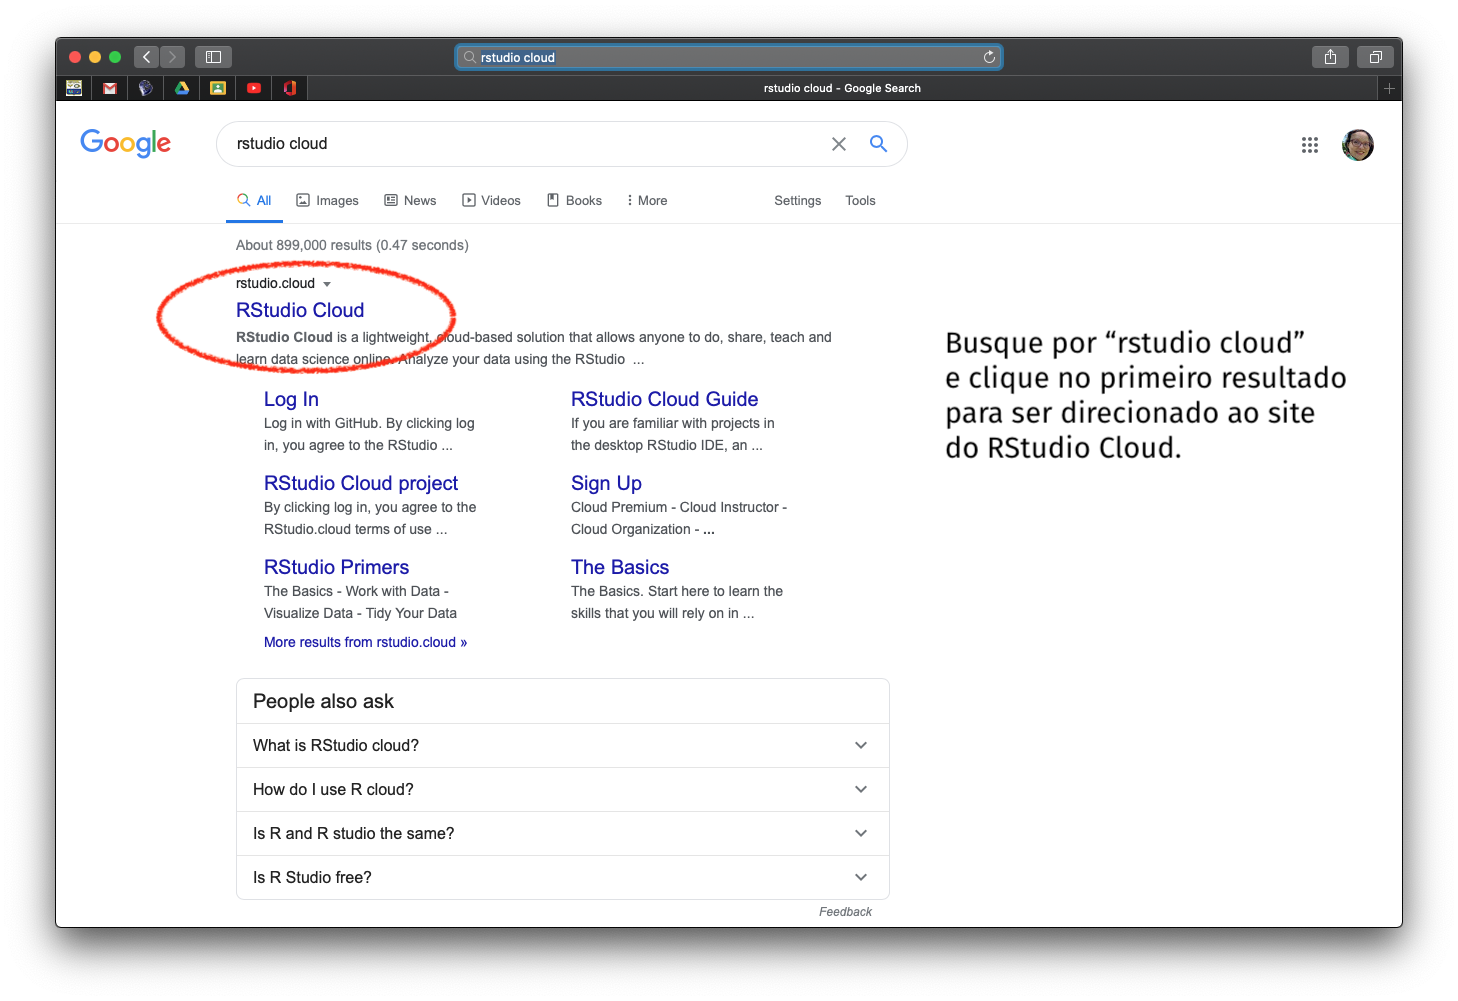 rstudio cloud
rstudio cloud - Google Search
Google
rstudio cloud
All Images News Videos Books More Settings Tools
About 899,000 results (0.47 seconds)
rstudio.cloud
RStudio Cloud
RStudio Cloud is a lightweight, cloud-based solution that allows anyone to do, share, teach and
learn data science online. Analyze your data using the RStudio ...
Log In
Log in with GitHub. By clicking log
in, you agree to the RStudio ...
RStudio Cloud Guide
If you are familiar with projects in
the desktop RStudio IDE, an ...
RStudio Cloud project
By clicking log in, you agree to the
RStudio.cloud terms of use ...
Sign Up
Cloud Premium - Cloud Instructor -
Cloud Organization - ...
RStudio Primers
The Basics - Work with Data -
Visualize Data - Tidy Your Data
The Basics
The Basics. Start here to learn the
skills that you will rely on in ...
More results from rstudio.cloud »
People also ask
What is RStudio cloud?
How do I use R cloud?
Is R and R studio the same?
Is R Studio free?
Feedback
Busque por “rstudio cloud”
e clique no primeiro resultado
para ser direcionado ao site
do RStudio Cloud.